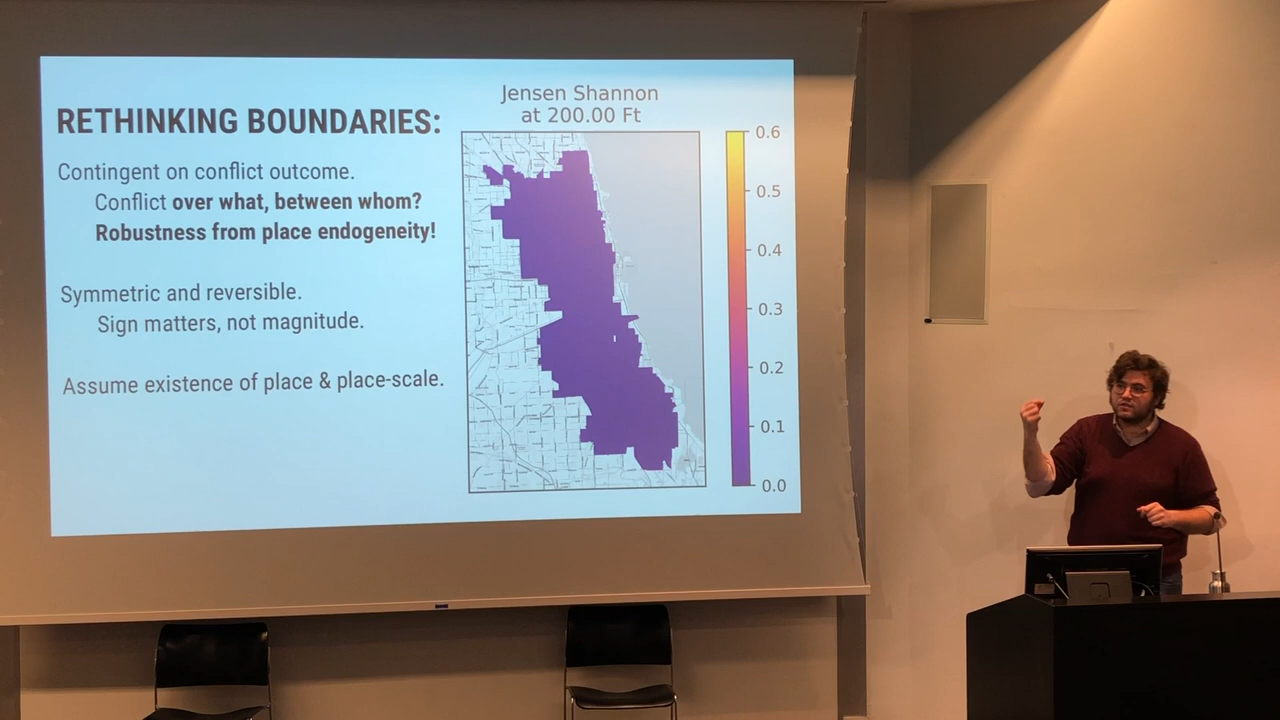 RETHINKING BOUNDARIES:
Contingent on conflict outcome.
Conflict over what, between whom?
Robustness from place endogeneity!
Symmetric and reversible.
Sign matters, not magnitude.
Assume existence of place & place-scale.
Jensen Shannon
at 200.00 Ft
0.6
0.5
0.4
0.3
0.2
0.1
0.0